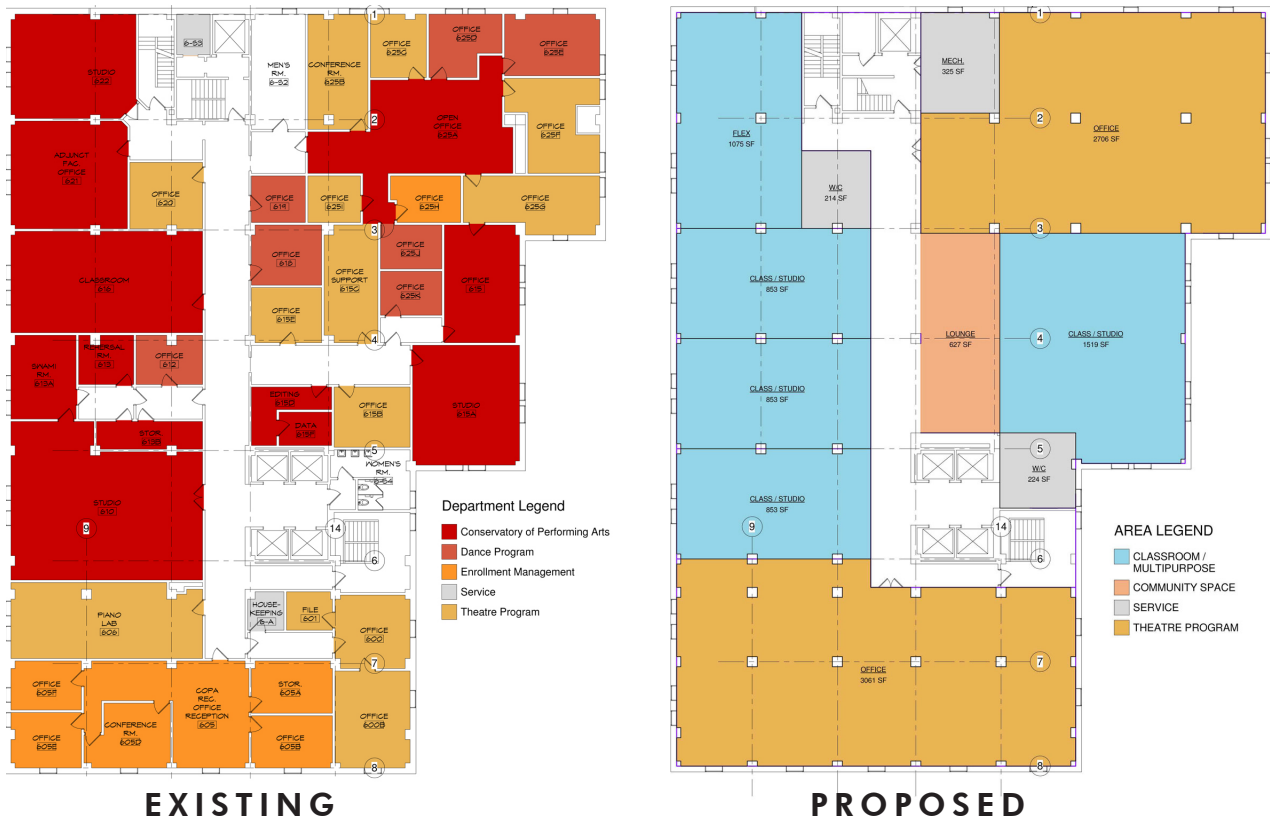 STUDIO
622
6-53
MEN'S
RM.
6-52
CONFERENCE
RM.
625B
OFFICE
625C
OFFICE
625D
OFFICE
625E
1
2
OPEN
OFFICE
625A
OFFICE
625F
ADJUNCT
FAC
OFFICE
621
OFFICE
620
OFFICE
619
OFFICE
625I
OFFICE
625H
OFFICE
625G
3
CLASSROOM
616
OFFICE
618
OFFICE
SUPPORT
615C
OFFICE
625J
OFFICE
625K
OFFICE
615E
4
REHERSAL
RM.
613
OFFICE
612
EDITING
615D
DATA
615F
OFFICE
615B
STUDIO
615A
STOR.
5
WOMEN'S
RM.
6-54
STUDIO
610
9
14
6
PIANO
LAB
606
HOUSE-
KEEPING
6-A
FILE
601
OFFICE
600
7
OFFICE
605F
CONFERENCE
RM.
605D
COPA
REC.
OFFICE
RECEPTION
605
STOR.
605A
OFFICE
605E
OFFICE
605B
OFFICE
600B
8
Department Legend
Conservatory of Performing Arts
Dance Program
Enrollment Management
Service
Theatre Program
EXISTING
1
MECH.
325 SF
2
FLEX
1075 SF
OFFICE
2706 SF
W/C
214 SF
3
CLASS / STUDIO
853 SF
LOUNGE
627 SF
4
CLASS / STUDIO
1519 SF
CLASS / STUDIO
853 SF
5
W/C
224 SF
CLASS / STUDIO
853 SF
9
14
6
OFFICE
3061 SF
7
8
AREA LEGEND
CLASSROOM /
MULTIPURPOSE
COMMUNITY SPACE
SERVICE
THEATRE PROGRAM
PROPOSED